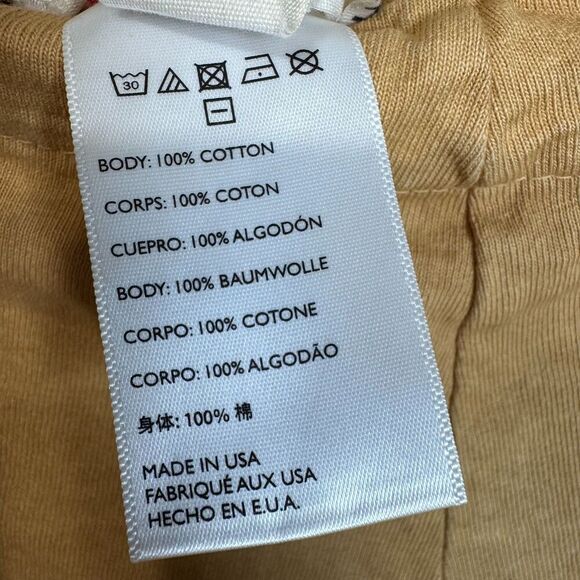 30
BODY: 100% COTTON
CORPS: 100% COTON
CUEPRO: 100% ALGODÓN
BODY: 100% BAUMWOLLE
CORPO: 100% COTONE
CORPO: 100% ALGODÃO
身体: 100% 棉
MADE IN USA
FABRIQUÉ AUX USA
HECHO EN E.U.A.